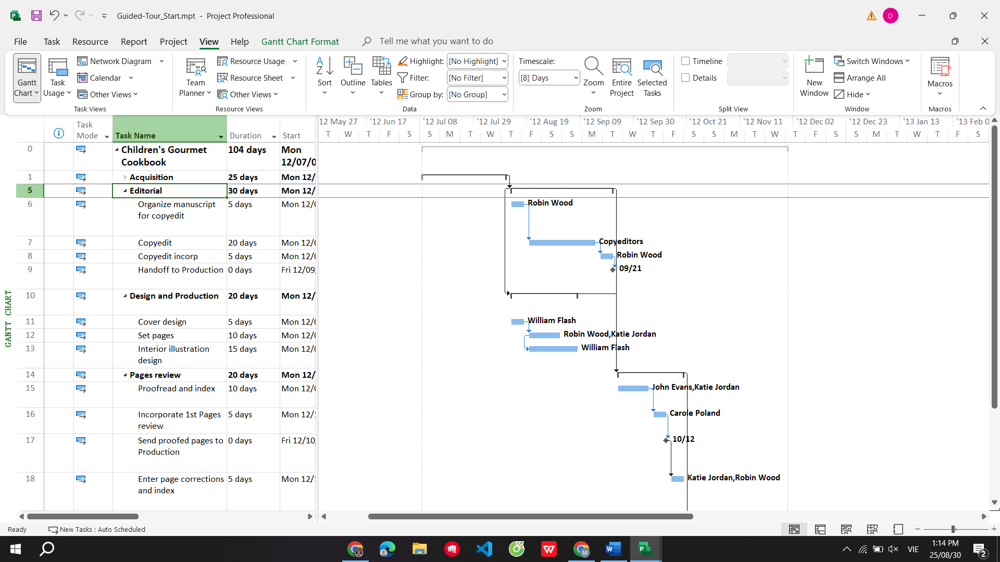 Guided-Tour_Start.mpt - Project Professional
D
File Task Resource Report Project View Help Gantt Chart Format Tell me what you want to do
Gantt Chart
Task Usage
Network Diagram
Calendar
Other Views
Task Views
Team Planner
Resource Usage
Resource Sheet
Other Views
Resource Views
Sort
Outline
Tables
Highlight: [No Highlight]
Filter: [No Filter]
Group by: [No Group]
Data
Timescale:
[8] Days
Zoom
Entire Project
Selected Tasks
Zoom
Timeline
Details
Split View
New Window
Switch Windows
Arrange All
Hide
Window
Macros
Macros
Task Mode Task Name Duration Start
12 May 27 '12 Jun 17 '12 Jul 08 '12 Jul 29 '12 Aug 19 '12 Sep 09 '12 Sep 30 '12 Oct 21 '12 Nov 11 '12 Dec 02 '12 Dec 23 '13 Jan 13 '13 Feb 0
T W T F S S M T W T F S M T W T F S S M T W T F S S M T W T F S
0 Children's Gourmet Cookbook 104 days Mon 12/07/0
1 Acquisition 25 days Mon 12/
5 Editorial 30 days Mon 12/
6 Organize manuscript for copyedit 5 days Mon 12/0 Robin Wood
7 Copyedit 20 days Mon 12/0 Copyeditors
8 Copyedit incorp 5 days Mon 12/0 Robin Wood
9 Handoff to Production 0 days Fri 12/09, 09/21
10 Design and Production 20 days Mon 12/
11 Cover design 5 days Mon 12/0 William Flash
12 Set pages 10 days Mon 12/0 Robin Wood,Katie Jordan
13 Interior illustration design 15 days Mon 12/0 William Flash
14 Pages review 20 days Mon 12/
15 Proofread and index 10 days Mon 12/0 John Evans,Katie Jordan
16 Incorporate 1st Pages review 5 days Mon 12/1 Carole Poland
17 Send proofed pages to Production 0 days Fri 12/10, 10/12
18 Enter page corrections and index 5 days Mon 12/1 Katie Jordan,Robin Wood
GANTT CHART
Ready New Tasks : Auto Scheduled
VIE
1:14 PM
25/08/30
2